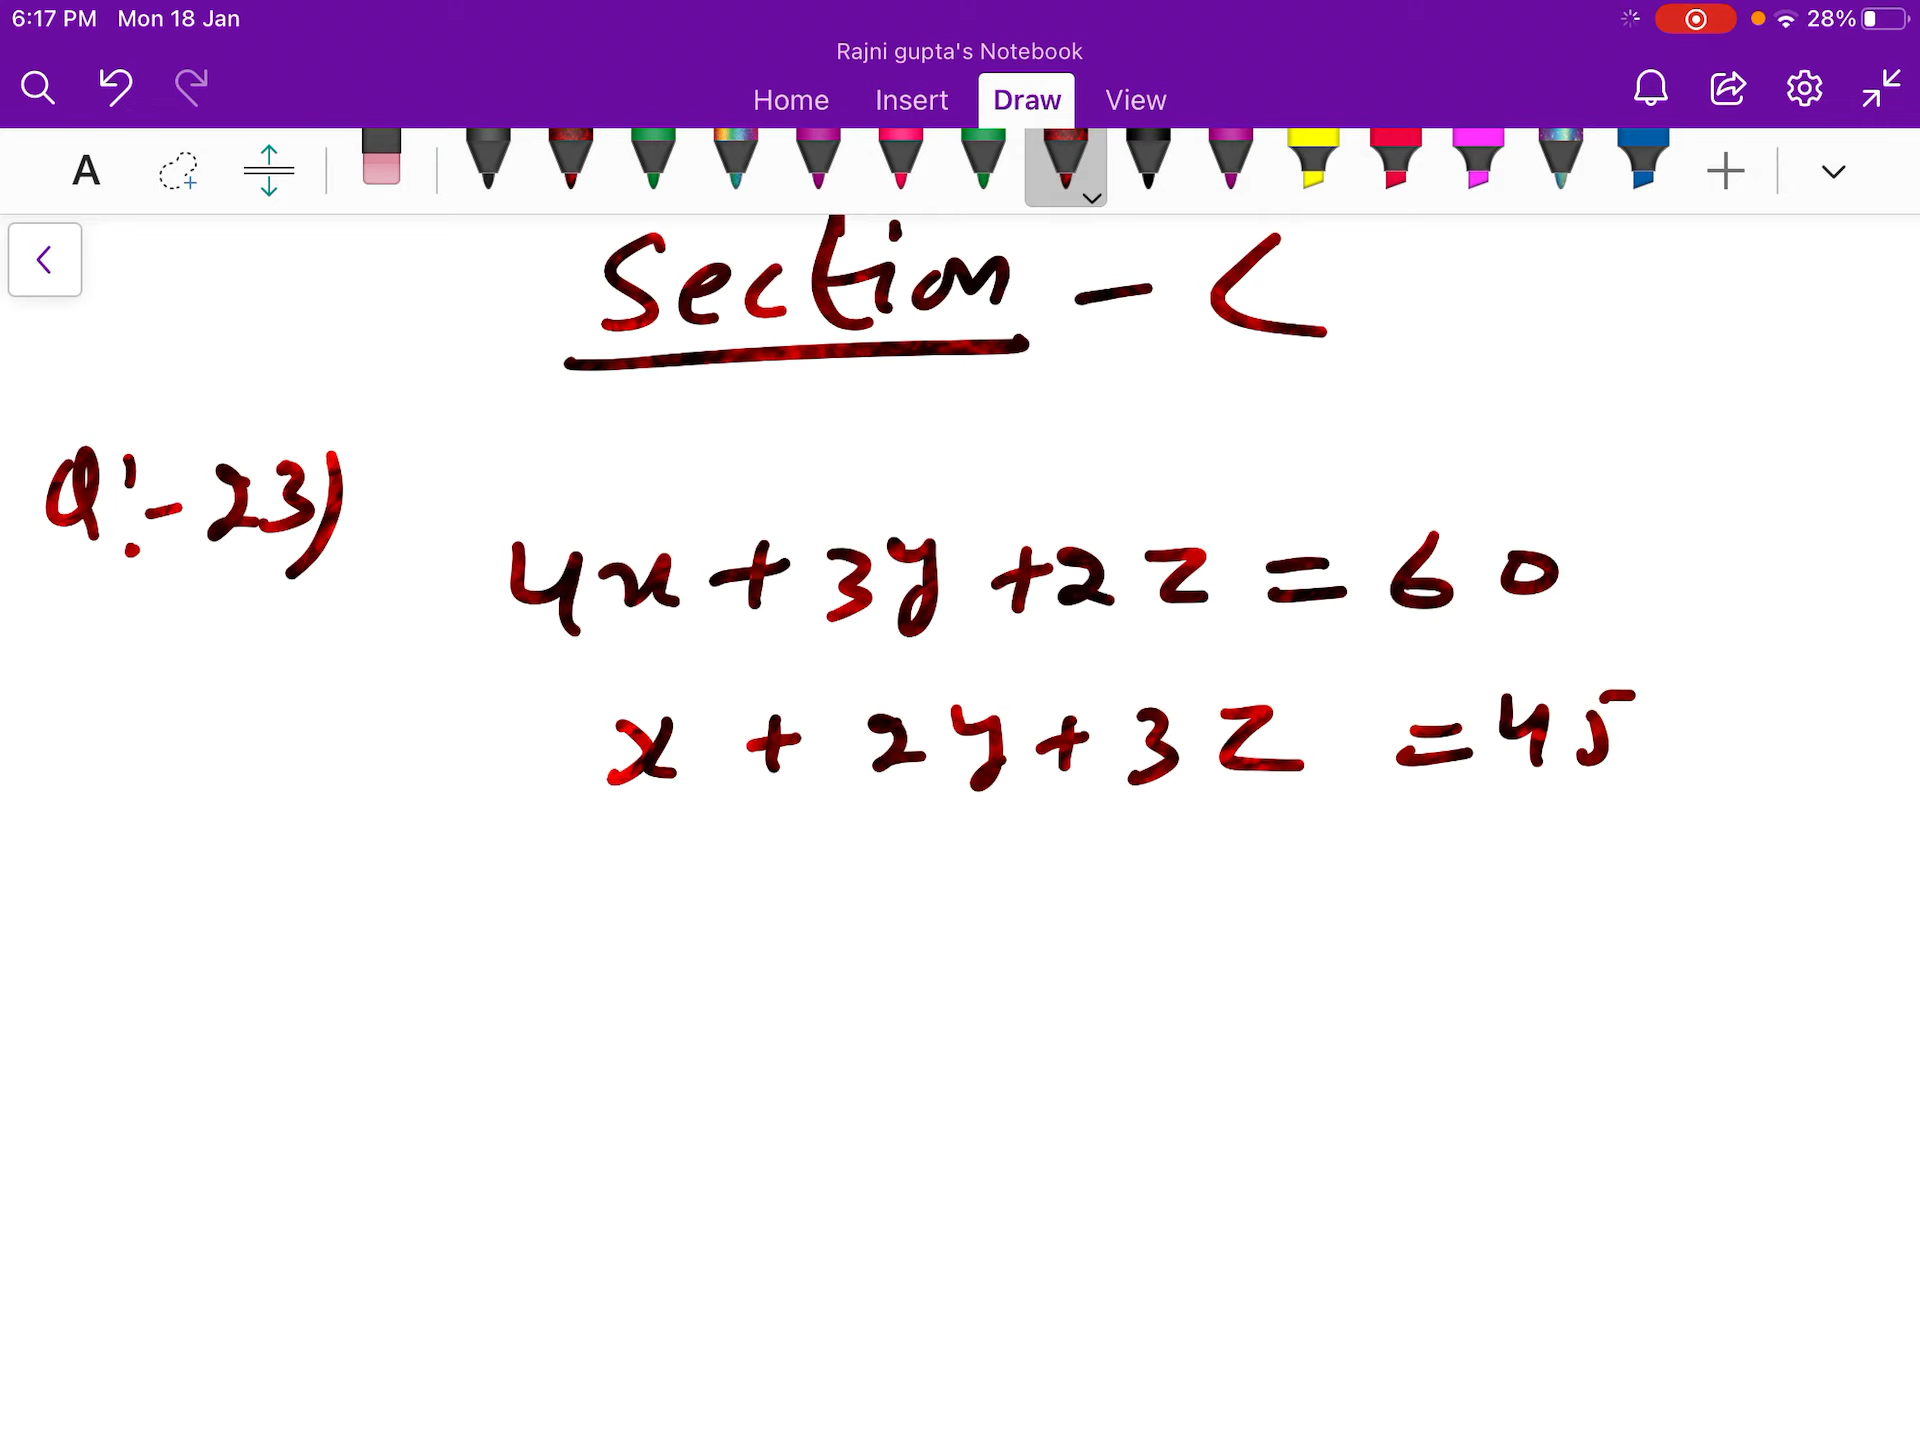 6:17 PM Mon 18 Jan 28%
Rajni gupta's Notebook
Home Insert Draw View
A
Section - C
Q:- 23)
4x + 3y + 2z = 60
x + 2y + 3z = 45